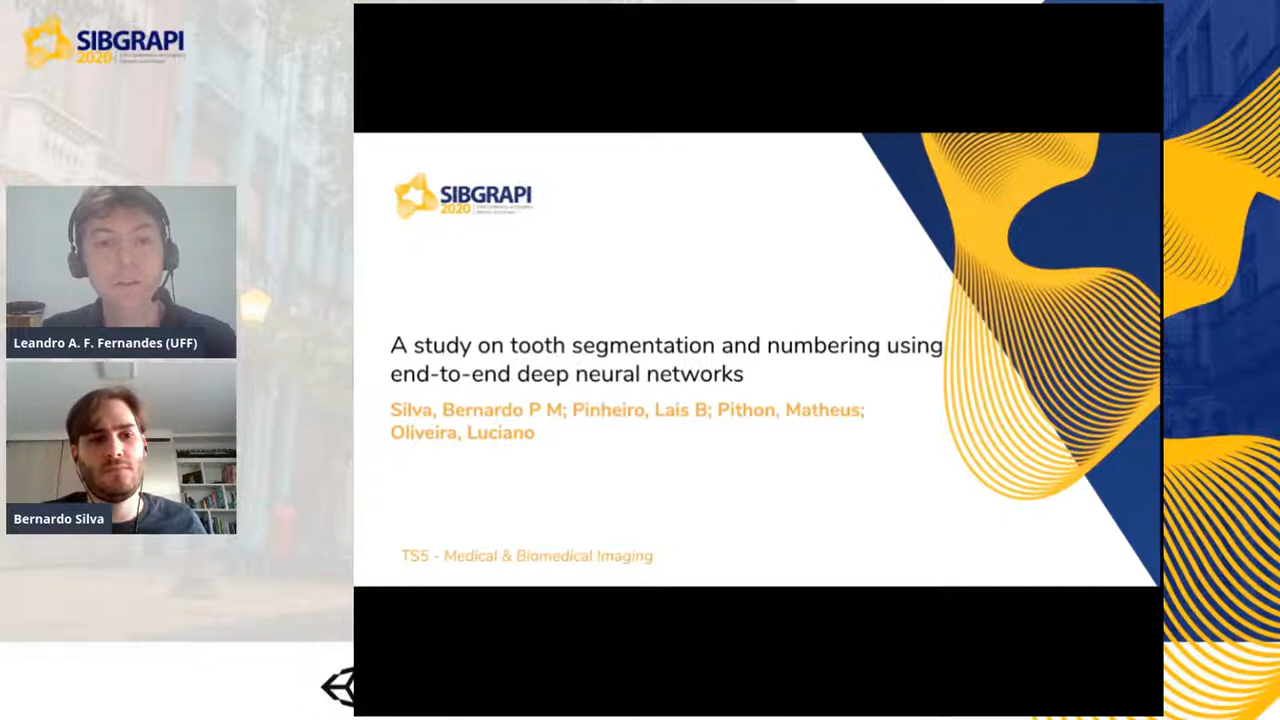 SIBGRAPI
2020
Leandro A. F. Fernandes (UFF)
Bernardo Silva
SIBGRAPI
2020
A study on tooth segmentation and numbering using
end-to-end deep neural networks
Silva, Bernardo P M; Pinheiro, Lais B; Pithon, Matheus;
Oliveira, Luciano
TS5 - Medical & Biomedical Imaging